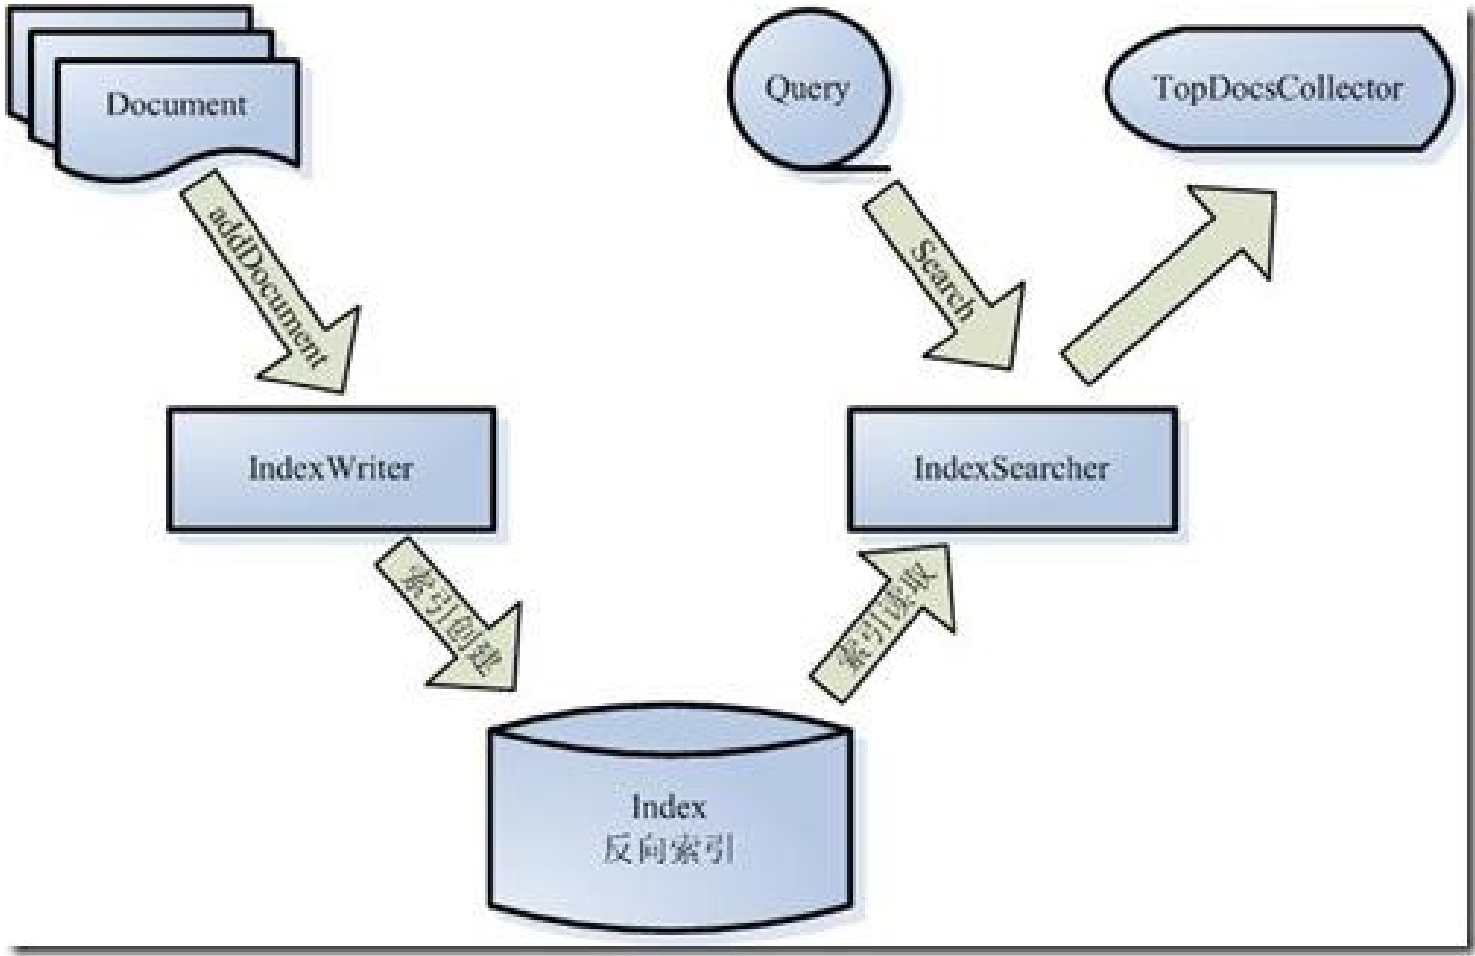 Document
Query
TopDocsCollector
addDocument
Search
IndexWriter
IndexSearcher
索引创建
索引读取
Index
反向索引